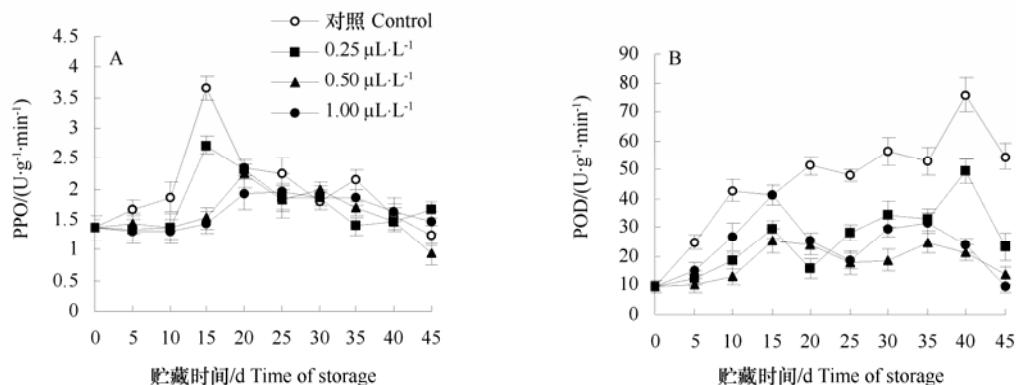 对照 Control
0.25 μL·L-1
0.50 μL·L-1
1.00 μL·L-1
A
PPO/(U·g-1·min-1)
4.5
4
3.5
3
2.5
2
1.5
1
0.5
0
0 5 10 15 20 25 30 35 40 45
贮藏时间/d Time of storage
B
POD/(U·g-1·min-1)
90
80
70
60
50
40
30
20
10
0
0 5 10 15 20 25 30 35 40 45
贮藏时间/d Time of storage